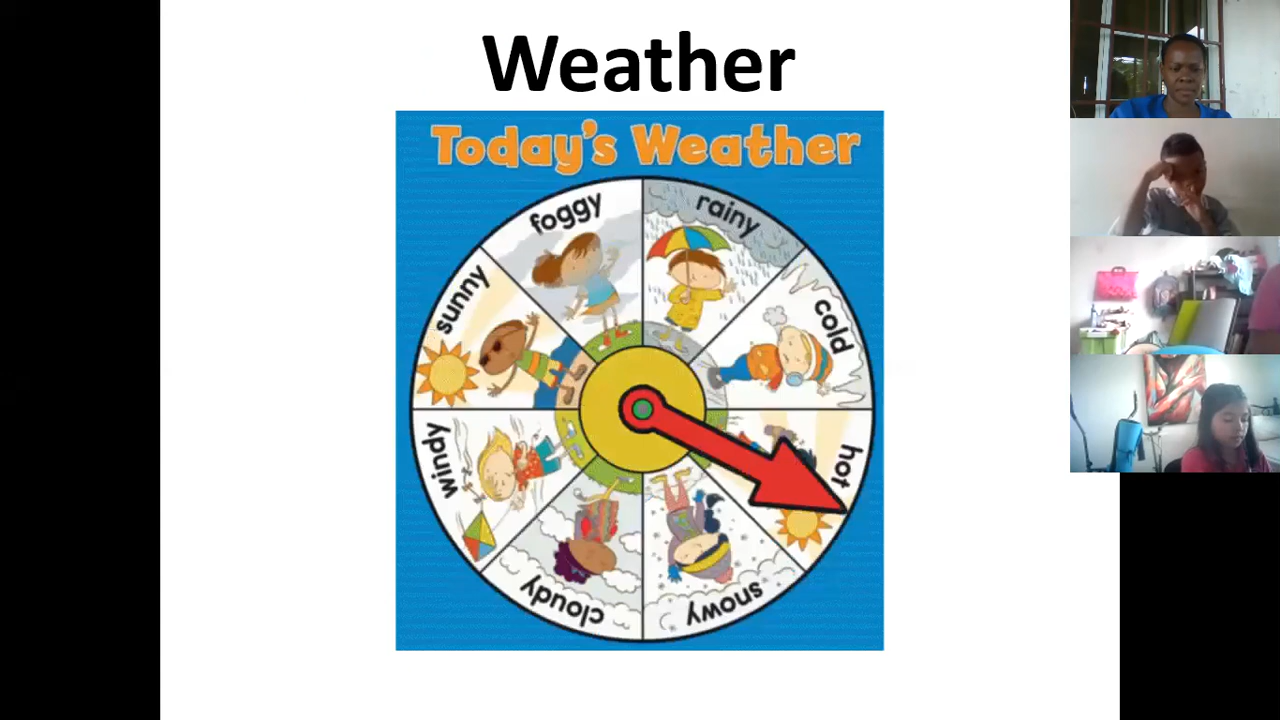 Weather
Today's Weather
foggy
rainy
cold
hot
snowy
cloudy
windy
sunny